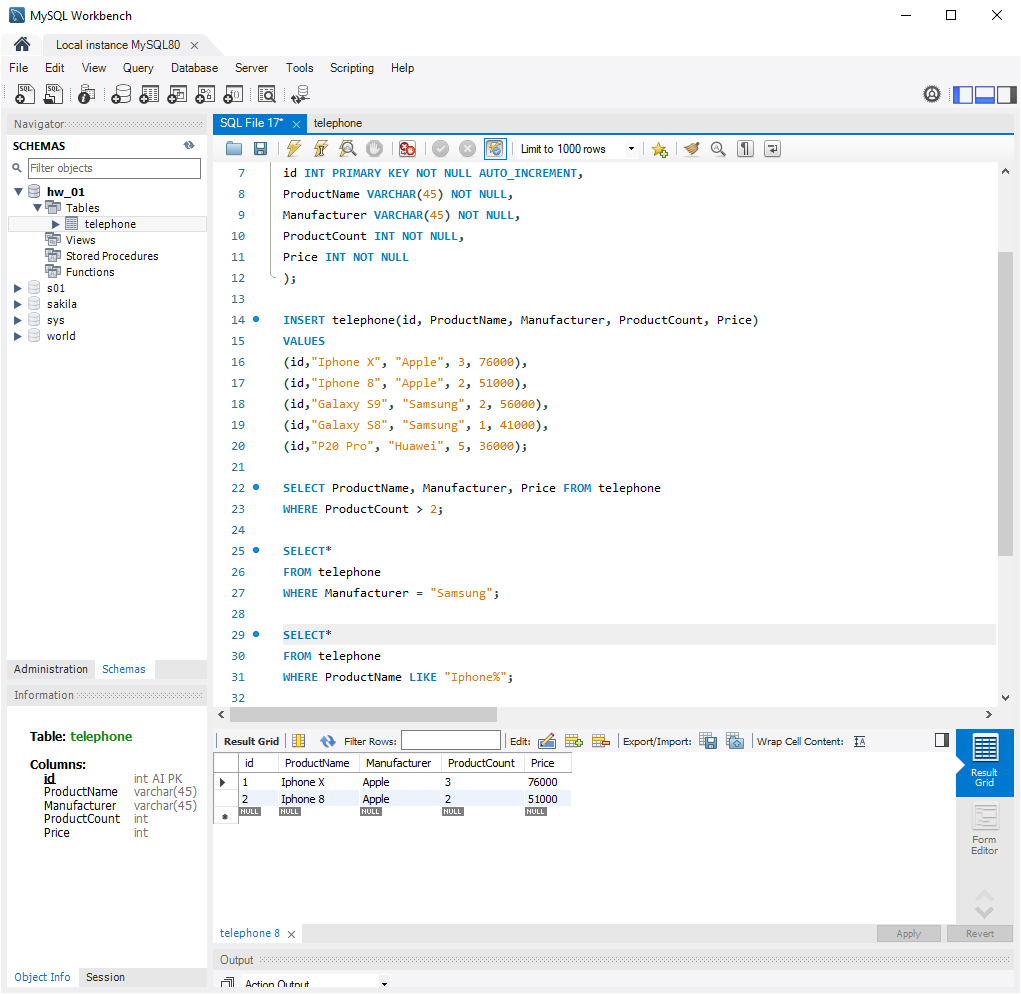 MySQL Workbench
Local instance MySQL80
File Edit View Query Database Server Tools Scripting Help
Navigator
SCHEMAS
Filter objects
hw_01
Tables
telephone
Views
Stored Procedures
Functions
s01
sakila
sys
world
Administration Schemas
Information
Table: telephone
Columns:
id int AI PK
ProductName varchar(45)
Manufacturer varchar(45)
ProductCount int
Price int
Object Info Session
SQL File 17* telephone
Limit to 1000 rows
7 id INT PRIMARY KEY NOT NULL AUTO_INCREMENT,
8 ProductName VARCHAR(45) NOT NULL,
9 Manufacturer VARCHAR(45) NOT NULL,
10 ProductCount INT NOT NULL,
11 Price INT NOT NULL
12 );
13
14 INSERT telephone(id, ProductName, Manufacturer, ProductCount, Price)
15 VALUES
16 (id,"Iphone X", "Apple", 3, 76000),
17 (id,"Iphone 8", "Apple", 2, 51000),
18 (id,"Galaxy S9", "Samsung", 2, 56000),
19 (id,"Galaxy S8", "Samsung", 1, 41000),
20 (id,"P20 Pro", "Huawei", 5, 36000);
21
22 SELECT ProductName, Manufacturer, Price FROM telephone
23 WHERE ProductCount > 2;
24
25 SELECT*
26 FROM telephone
27 WHERE Manufacturer = "Samsung";
28
29 SELECT*
30 FROM telephone
31 WHERE ProductName LIKE "Iphone%";
32
Result Grid Filter Rows: Edit: Export/Import: Wrap Cell Content:
id ProductName Manufacturer ProductCount Price
1 Iphone X Apple 3 76000
2 Iphone 8 Apple 2 51000
NULL NULL NULL NULL NULL
Result
Grid
Form
Editor
telephone 8
Apply Revert
Output
Action Output